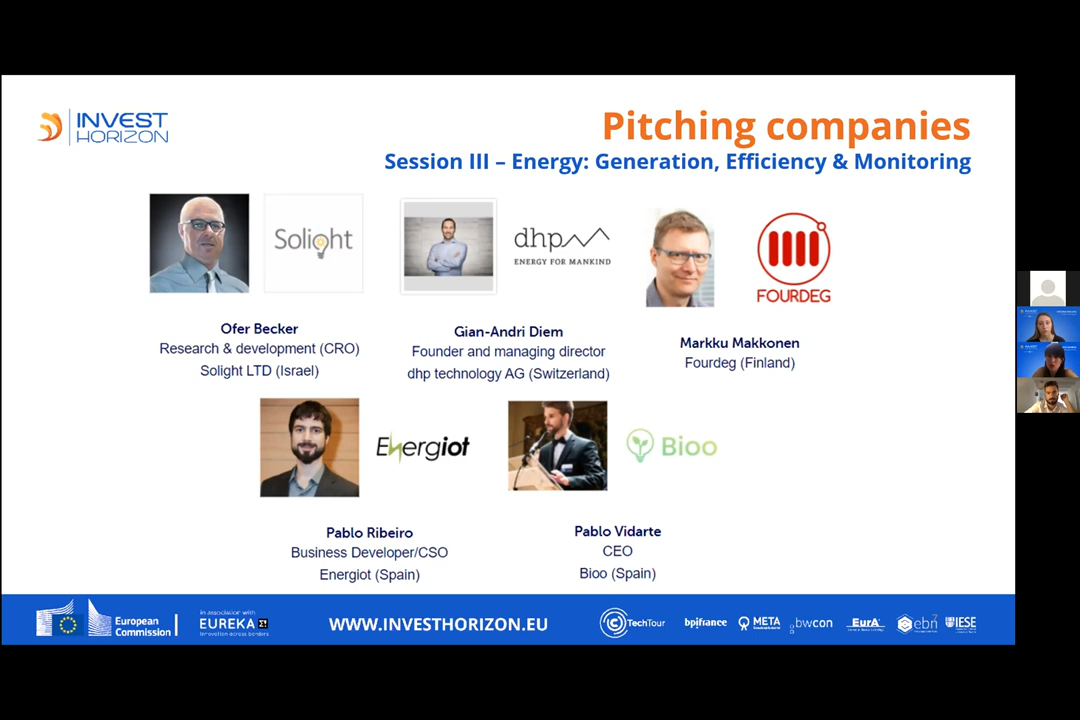 INVEST
HORIZON
Pitching companies
Session III – Energy: Generation, Efficiency & Monitoring
Solight
dhp
ENERGY FOR MANKIND
FOURDEG
Ofer Becker
Research & development (CRO)
Solight LTD (Israel)
Gian-Andri Diem
Founder and managing director
dhp technology AG (Switzerland)
Markku Makkonen
Fourdeg (Finland)
Energiot
Bioo
Pablo Ribeiro
Business Developer/CSO
Energiot (Spain)
Pablo Vidarte
CEO
Bioo (Spain)
European
Commission
in association with
EUREKA
innovation across borders
WWW.INVESTHORIZON.EU
TechTour
bpifrance
META
bwcon
EurA
ebn
IESE